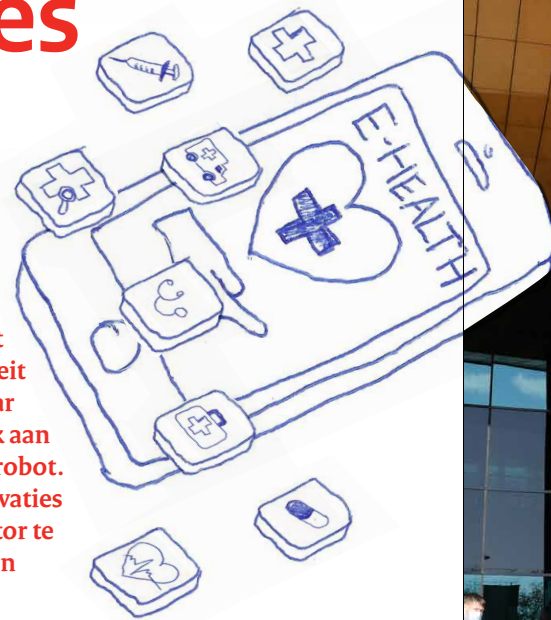 es
E-HEALTH
t
eit
ar
k aan
robot.
vaties
tor te
n